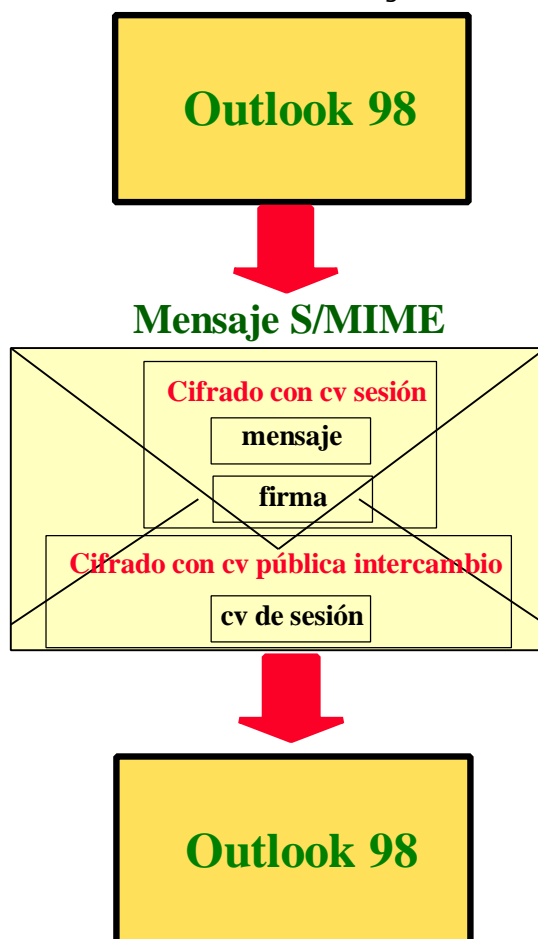 Outlook 98
Mensaje S/MIME
Cifrado con cv sesión
mensaje
firma
Cifrado con cv pública intercambio
cv de sesión
Outlook 98